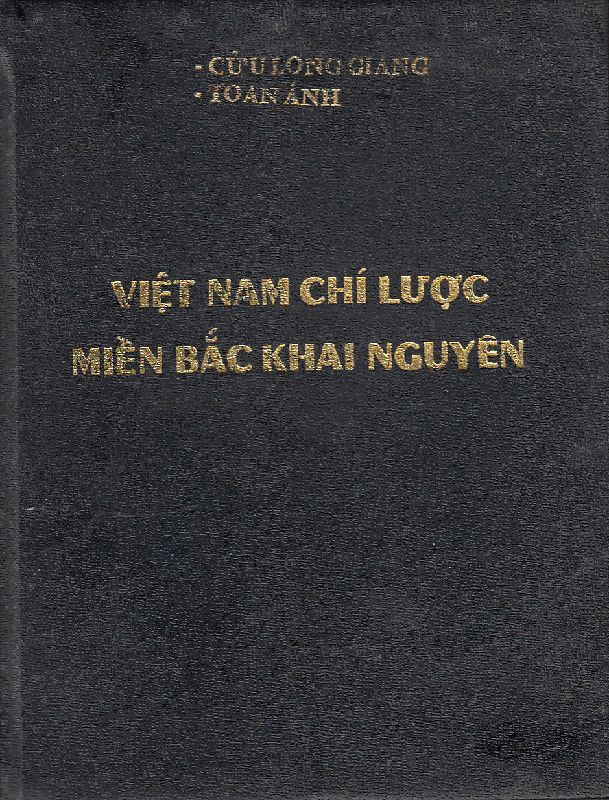 - CỬU LONG GIANG
- TOAN ÁNH
VIỆT NAM CHÍ LƯỢC
MIỀN BẮC KHAI NGUYÊN